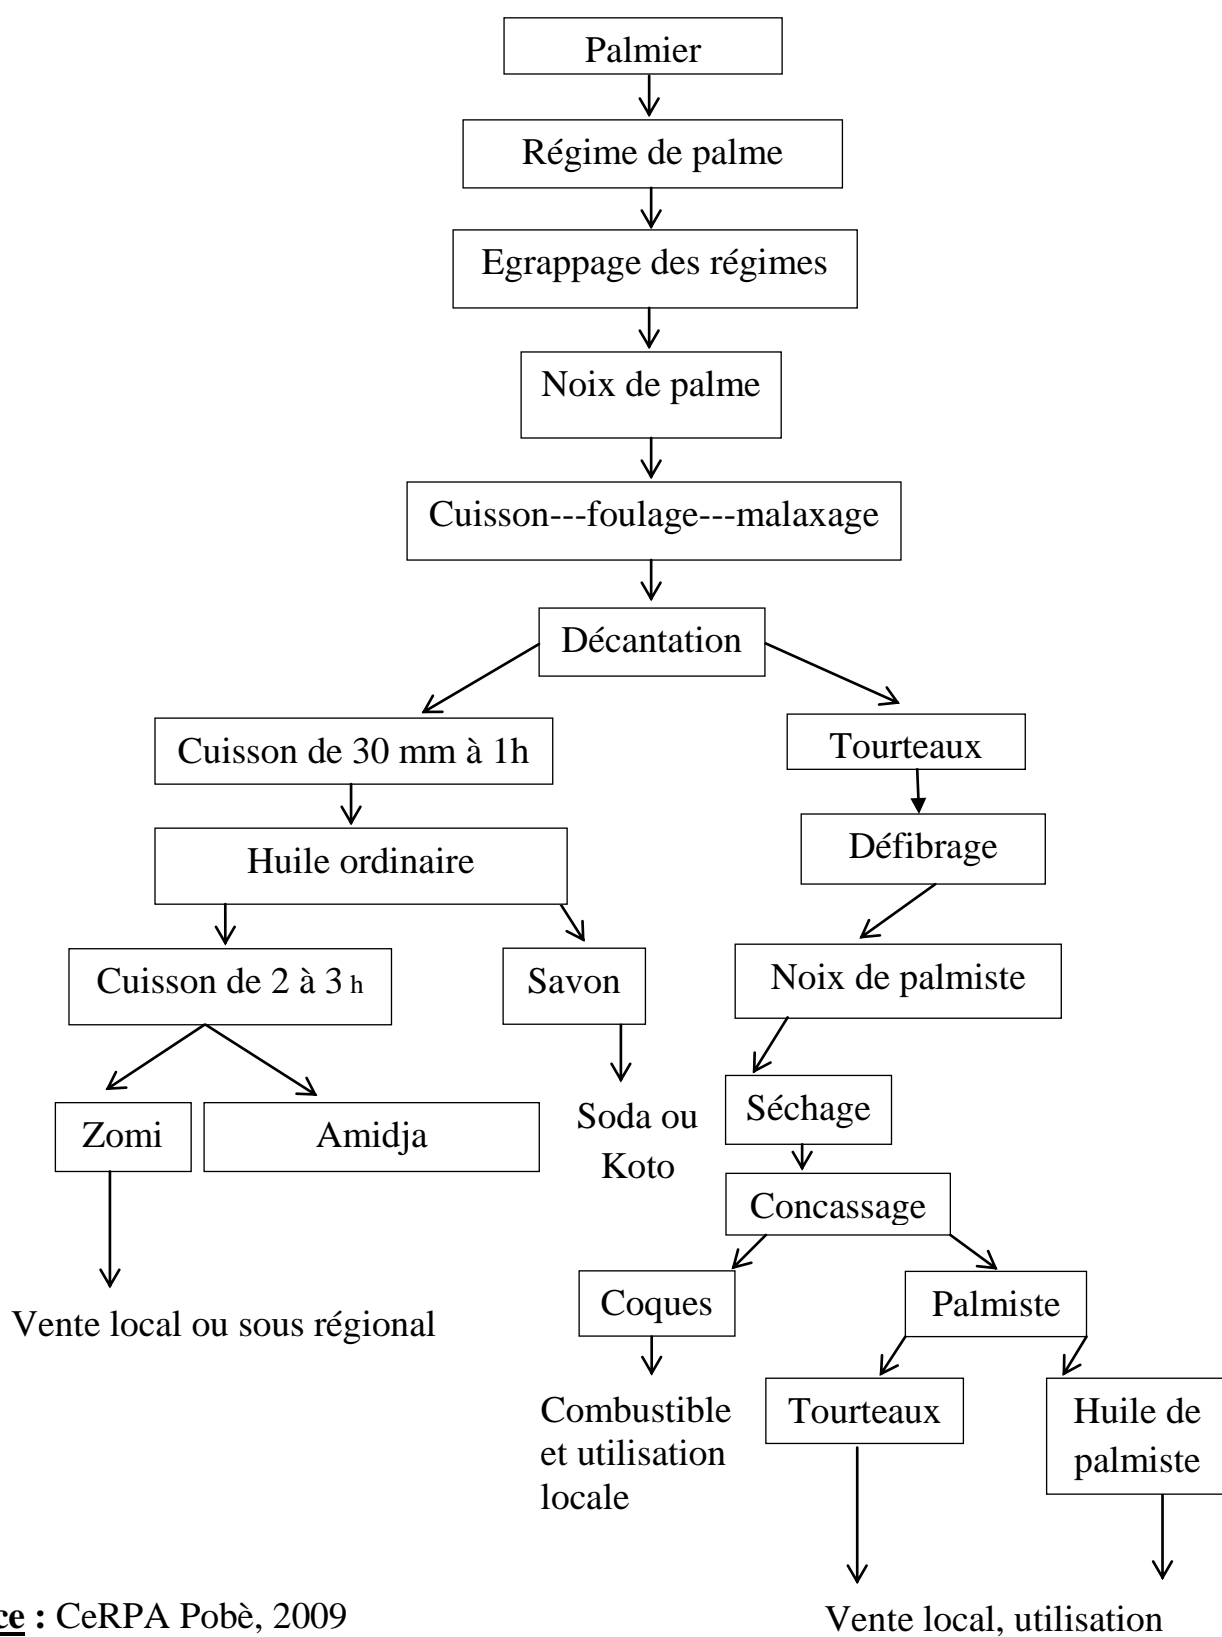 Palmier
Régime de palme
Egrappage des régimes
Noix de palme
Cuisson---foulage---malaxage
Décantation
Cuisson de 30 mm à 1h
Tourteaux
Huile ordinaire
Défibrage
Cuisson de 2 à 3 h
Savon
Noix de palmiste
Zomi
Amidja
Soda ou
Koto
Séchage
Concassage
Vente local ou sous régional
Coques
Palmiste
Combustible
et utilisation
locale
Tourteaux
Huile de
palmiste
ce : CeRPA Pobè, 2009
Vente local, utilisation